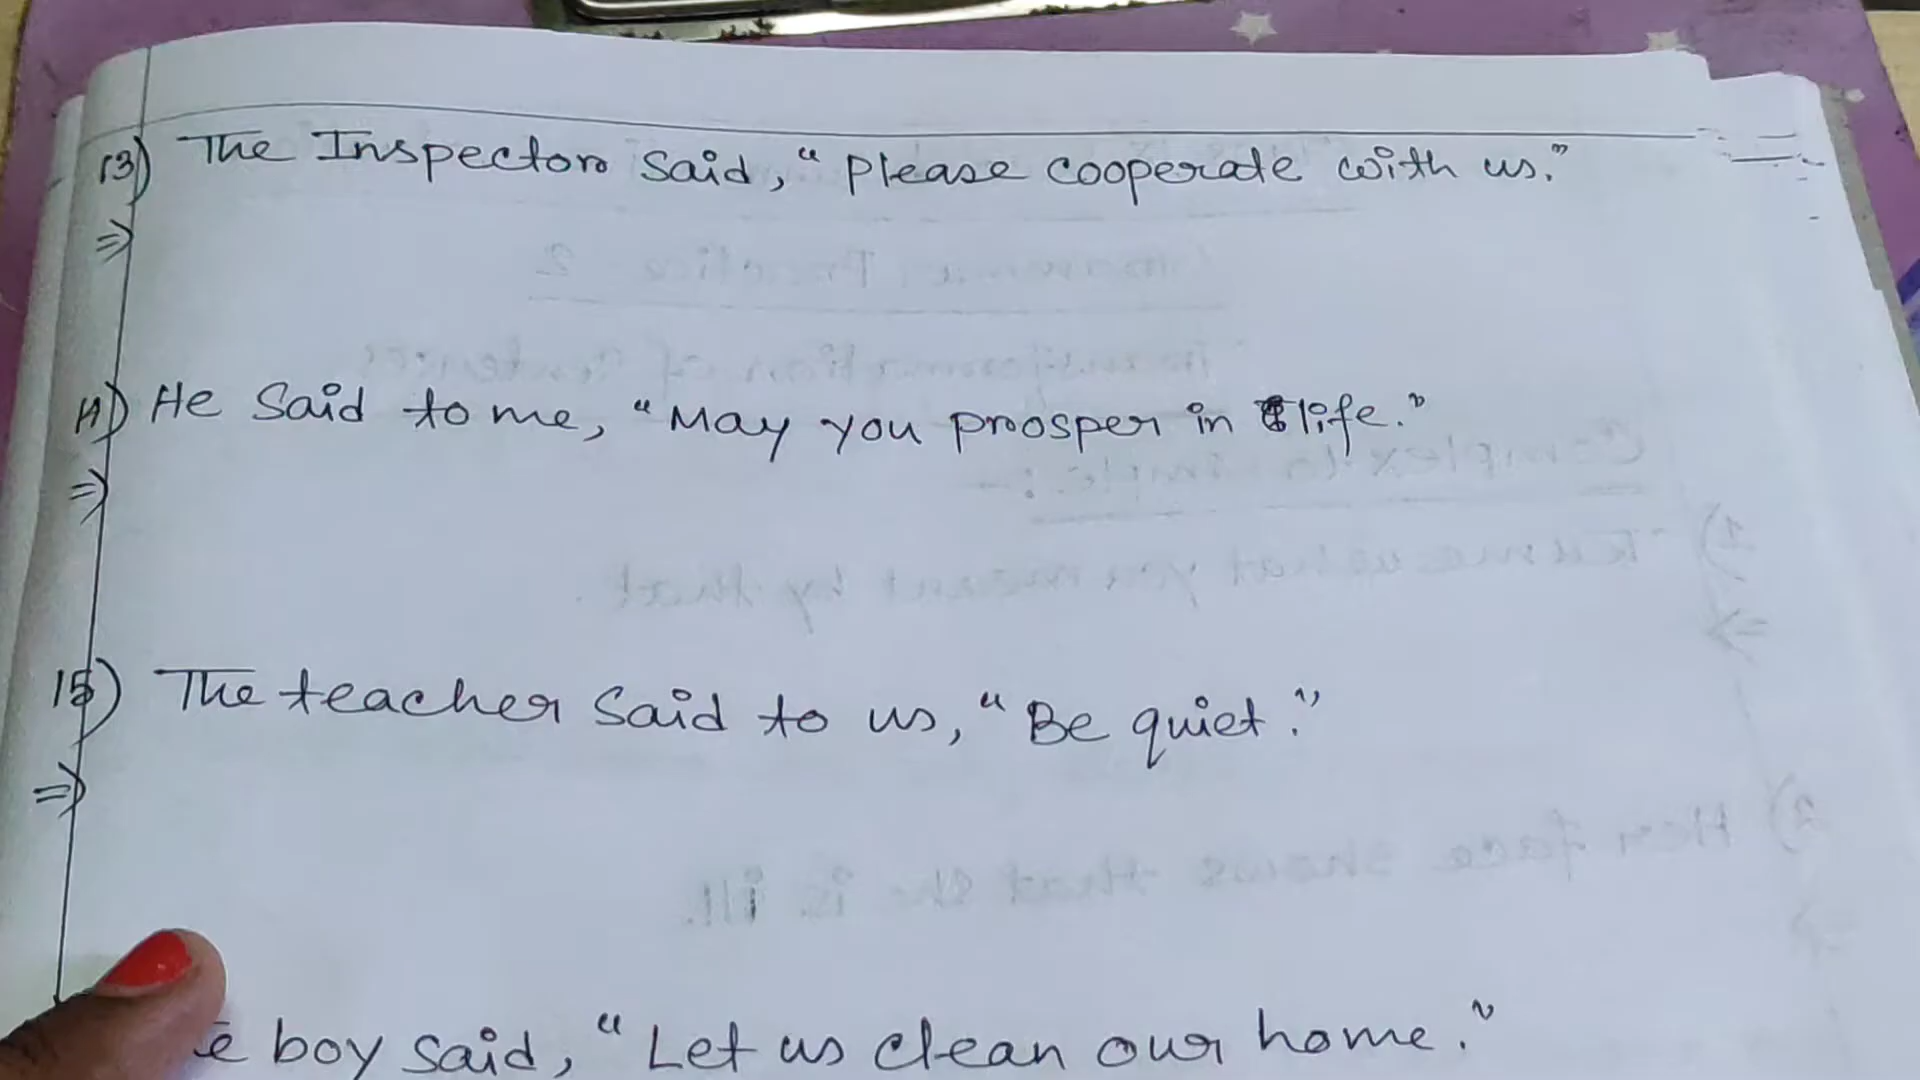 13) The Inspector said, "Please cooperate with us."
⇒
14) He said to me, "May you prosper in life."
⇒
15) The teacher said to us, "Be quiet."
⇒
e boy said, "Let us clean our home."